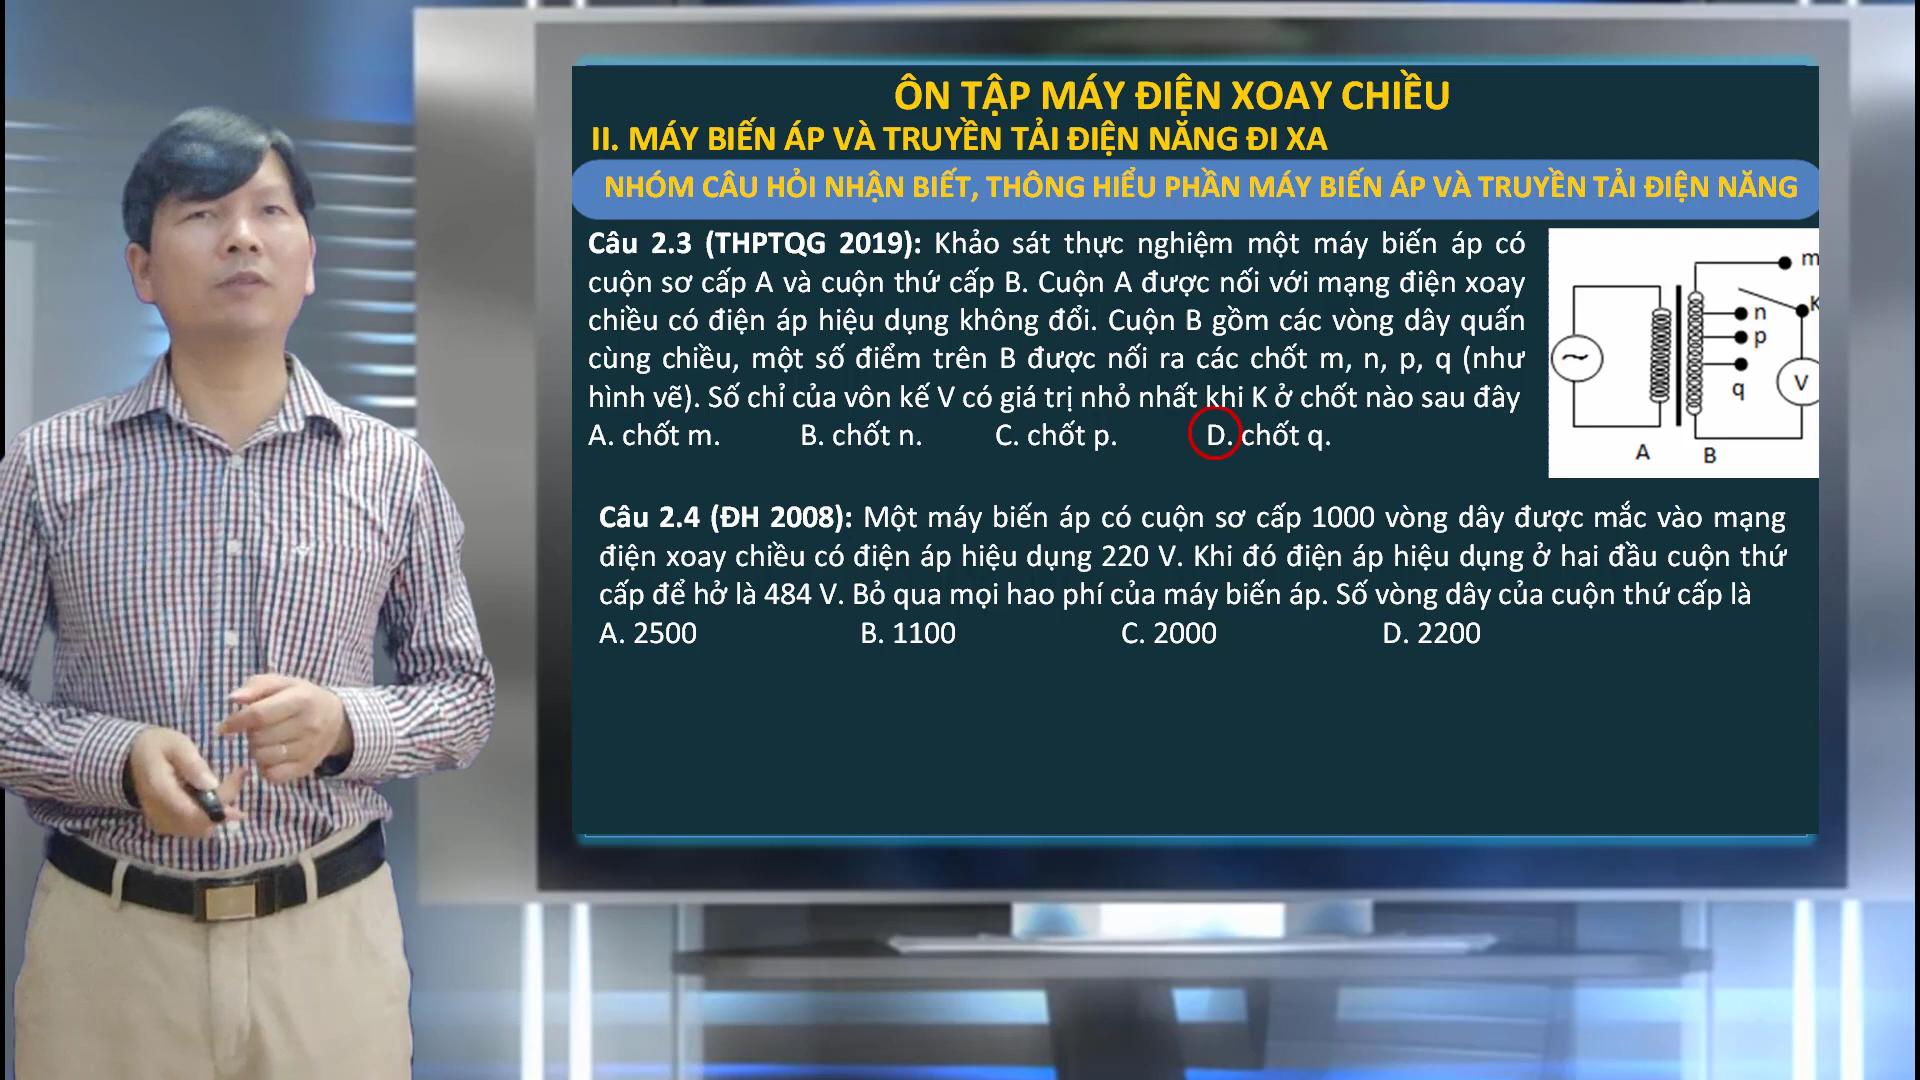 ÔN TẬP MÁY ĐIỆN XOAY CHIỀU
II. MÁY BIẾN ÁP VÀ TRUYỀN TẢI ĐIỆN NĂNG ĐI XA
NHÓM CÂU HỎI NHẬN BIẾT, THÔNG HIỂU PHẦN MÁY BIẾN ÁP VÀ TRUYỀN TẢI ĐIỆN NĂNG
Câu 2.3 (THPTQG 2019): Khảo sát thực nghiệm một máy biến áp có
cuộn sơ cấp A và cuộn thứ cấp B. Cuộn A được nối với mạng điện xoay
chiều có điện áp hiệu dụng không đổi. Cuộn B gồm các vòng dây quấn
cùng chiều, một số điểm trên B được nối ra các chốt m, n, p, q (như
hình vẽ). Số chỉ của vôn kế V có giá trị nhỏ nhất khi K ở chốt nào sau đây
A. chốt m. B. chốt n. C. chốt p. D. chốt q.
m
K
n
p
q
V
A B
Câu 2.4 (ĐH 2008): Một máy biến áp có cuộn sơ cấp 1000 vòng dây được mắc vào mạng
điện xoay chiều có điện áp hiệu dụng 220 V. Khi đó điện áp hiệu dụng ở hai đầu cuộn thứ
cấp để hở là 484 V. Bỏ qua mọi hao phí của máy biến áp. Số vòng dây của cuộn thứ cấp là
A. 2500 B. 1100 C. 2000 D. 2200